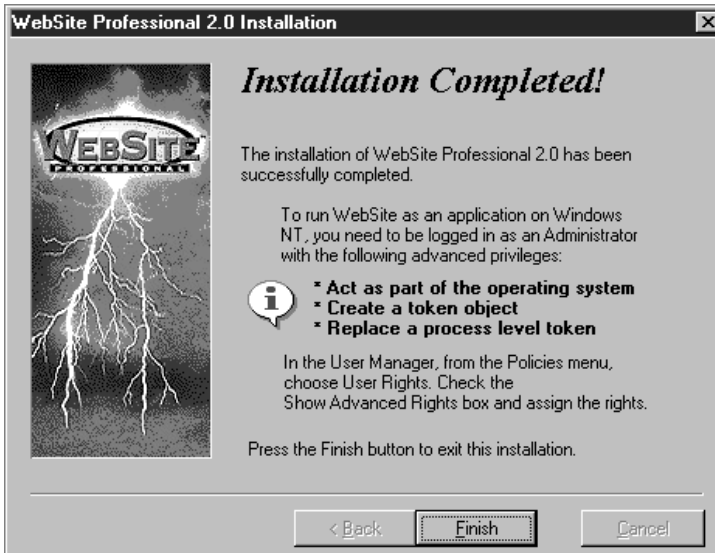 WebSite Professional 2.0 Installation
WEBSITE
PROFESSIONAL
Installation Completed!
The installation of WebSite Professional 2.0 has been
successfully completed.
To run WebSite as an application on Windows
NT, you need to be logged in as an Administrator
with the following advanced privileges:
* Act as part of the operating system
* Create a token object
* Replace a process level token
In the User Manager, from the Policies menu,
choose User Rights. Check the
Show Advanced Rights box and assign the rights.
Press the Finish button to exit this installation.
< Back
Finish
Cancel